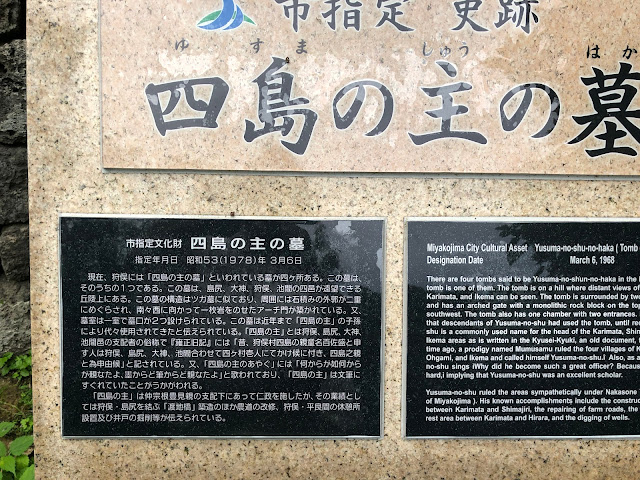 市指定 史跡
ゆ す ま しゅう はか
四島の主の墓
市指定文化財 四島の主の墓
指定年月日 昭和53(1978)年 3月6日
現在、狩俣には「四島の主の墓」といわれている墓が四ヶ所ある。この墓は、
そのうちの1つである。この墓は、島尻、大神、狩俣、池間の四邑が遙望できる
丘陵上にある。この墓の構造はツガ墓に似ており、周囲には石積みの外郭が二重
にめぐらされ、南々西に向かって一枚岩をのせたアーチ門が築かれている。又、
墓室は一室で墓口が2つ設けられている。この墓は近年まで「四島の主」の子孫
により代々使用されてきたと伝えられている。「四島の主」とは狩俣、島尻、大神、
池間邑の支配者の俗称で『雍正旧記』には「昔、狩俣村四島の親童名百佐盛と申
す人は狩俣、島尻、大神、池間合わせて四ヶ村壱人にてかけ候に付き、四島之親
と為申由候」と記されている。又、「四島の主のあやぐ」には「何からか如何から
が親なたよ、墨からど筆からど親なたよ」と歌われており、「四島の主」は文筆に
すぐれていたことがうかがわれる。
「四島の主」は仲宗根豊見親の支配下にあって仁政を施したが、その業績とし
ては狩俣・島尻を結ぶ「渡地橋」築造のほか農道の改修、狩俣・平良間の休憩所
設置及び井戸の掘削等が伝えられている。
Miyakojima City Cultural Asset Yusuma-no-shu-no-haka ( Tomb
Designation Date March 6, 1968
There are four tombs said to be Yusuma-no-shun-no-haka in the
tomb is one of them. The tomb is on a hill where distant views of
Karimata, and Ikema can be seen. The tomb is surrounded by two
and has an arched gate with a monolithic rock block on the top
southwest. The tomb also has one chamber with two entrances.
that descendants of Yusuma-no-shu had used the tomb, until
shu is a commonly used name for the head of the Karimata, Shim
Ikema areas as is written in the Kyusei-Kyuki, an old document,
time ago, a prodigy named Mumusaru ruled the four villages of K
Ohgami, and Ikema and called himself Yusuma-no-shu.⌋ Also, as
no-shu sings ⌈Why did he become such a great officer? Because
hard,⌋ implying that Yusuma-no-shu was an excellent scholar.
Yusuma-no-shu ruled the areas sympathetically under Nakasone
of Miyakojima ). His known accomplishments include the construc
between Karimata and Shimajiri, the repairing of farm roads, the
rest area between Karimata and Hirara, and the digging of wells.